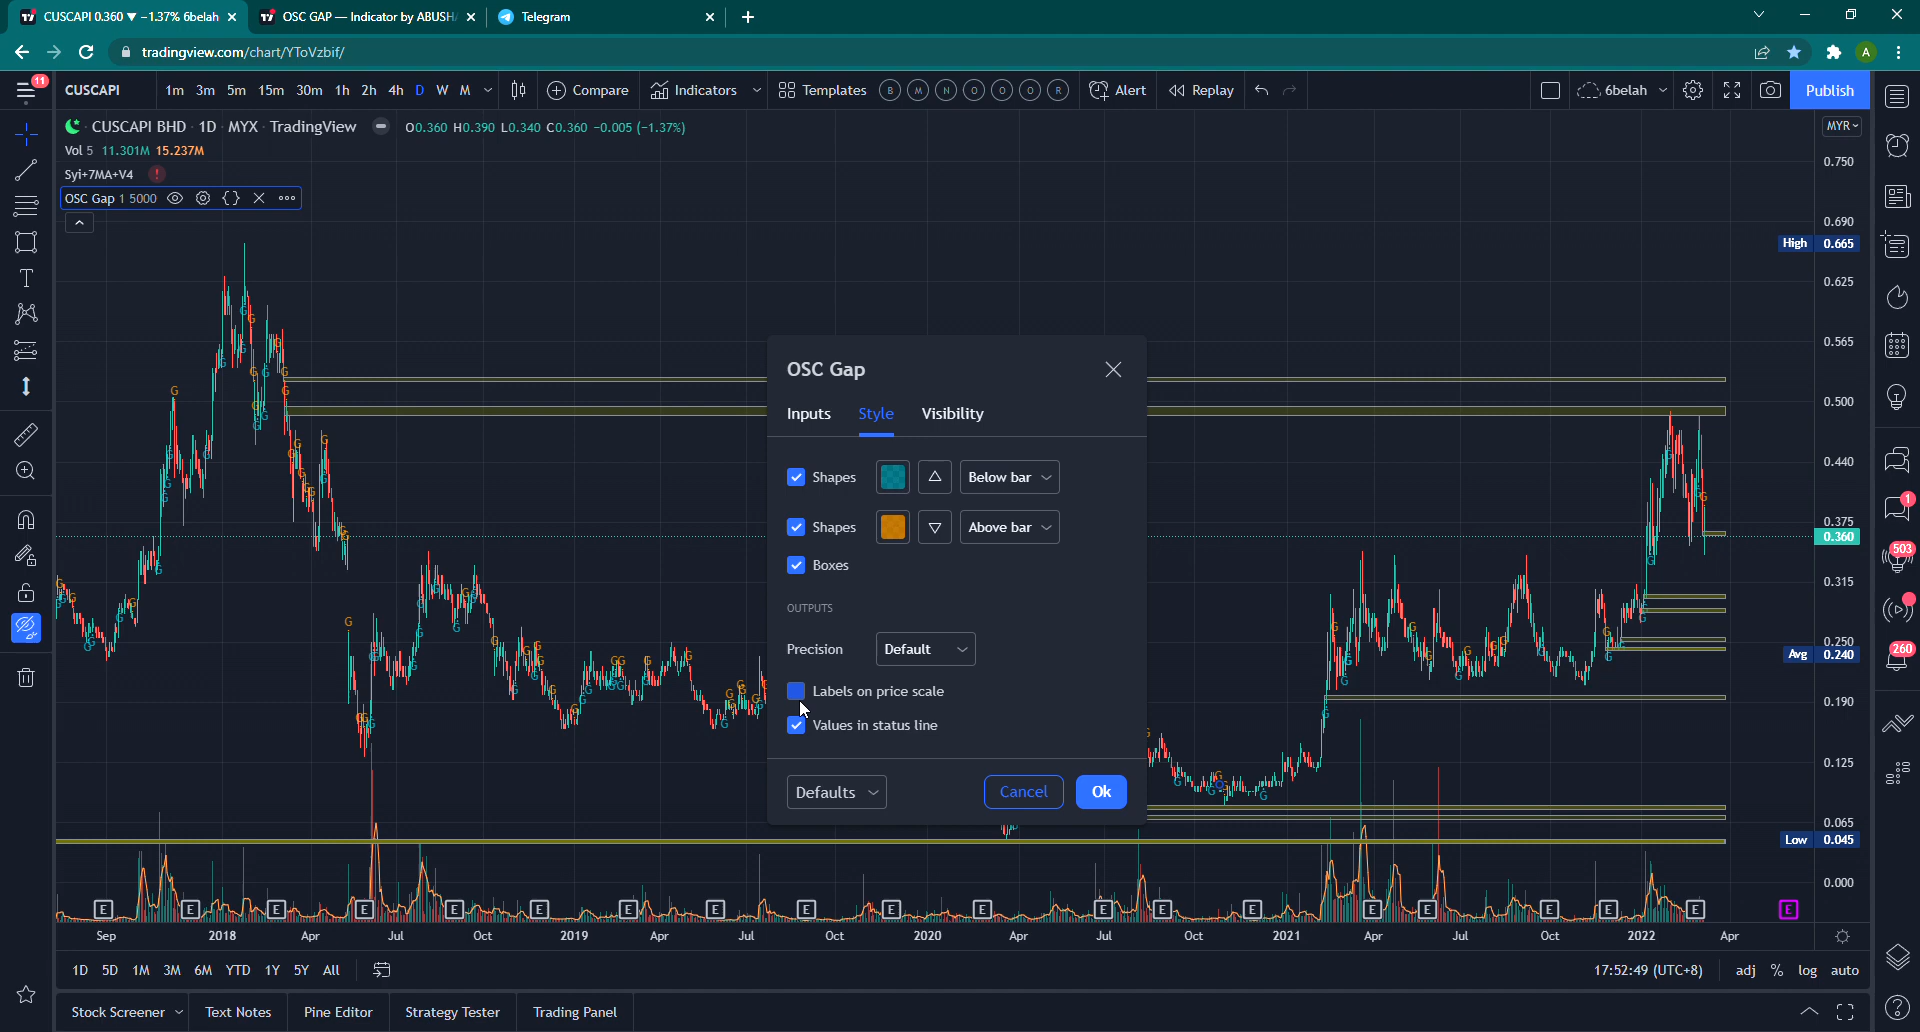 CUSCAPI 0.360 ▼ −1.37% 6belah
OSC GAP — Indicator by ABUSH
Telegram
tradingview.com/chart/YToVzbif/
A
11
CUSCAPI
1m 3m 5m 15m 30m 1h 2h 4h D W M
Compare
Indicators
Templates
B M N O O O R
Alert
Replay
6belah
Publish
CUSCAPI BHD · 1D · MYX · TradingView
O0.360 H0.390 L0.340 C0.360 −0.005 (−1.37%)
MYR
Vol 5 11.301M 15.237M
Syi+7MA+V4
OSC Gap 1 5000
0.750
0.690
High 0.665
0.625
0.565
0.500
0.440
0.375
0.360
0.315
0.250
Avg 0.240
0.190
0.125
0.065
Low 0.045
0.000
1
503
260
OSC Gap
Inputs Style Visibility
Shapes Below bar
Shapes Above bar
Boxes
OUTPUTS
Precision Default
Labels on price scale
Values in status line
Defaults
Cancel
Ok
E E E E E E E E E E E E E E E E E E E E
Sep 2018 Apr Jul Oct 2019 Apr Jul Oct 2020 Apr Jul Oct 2021 Apr Jul Oct 2022 Apr
1D 5D 1M 3M 6M YTD 1Y 5Y All
17:52:49 (UTC+8)
adj % log auto
Stock Screener Text Notes Pine Editor Strategy Tester Trading Panel